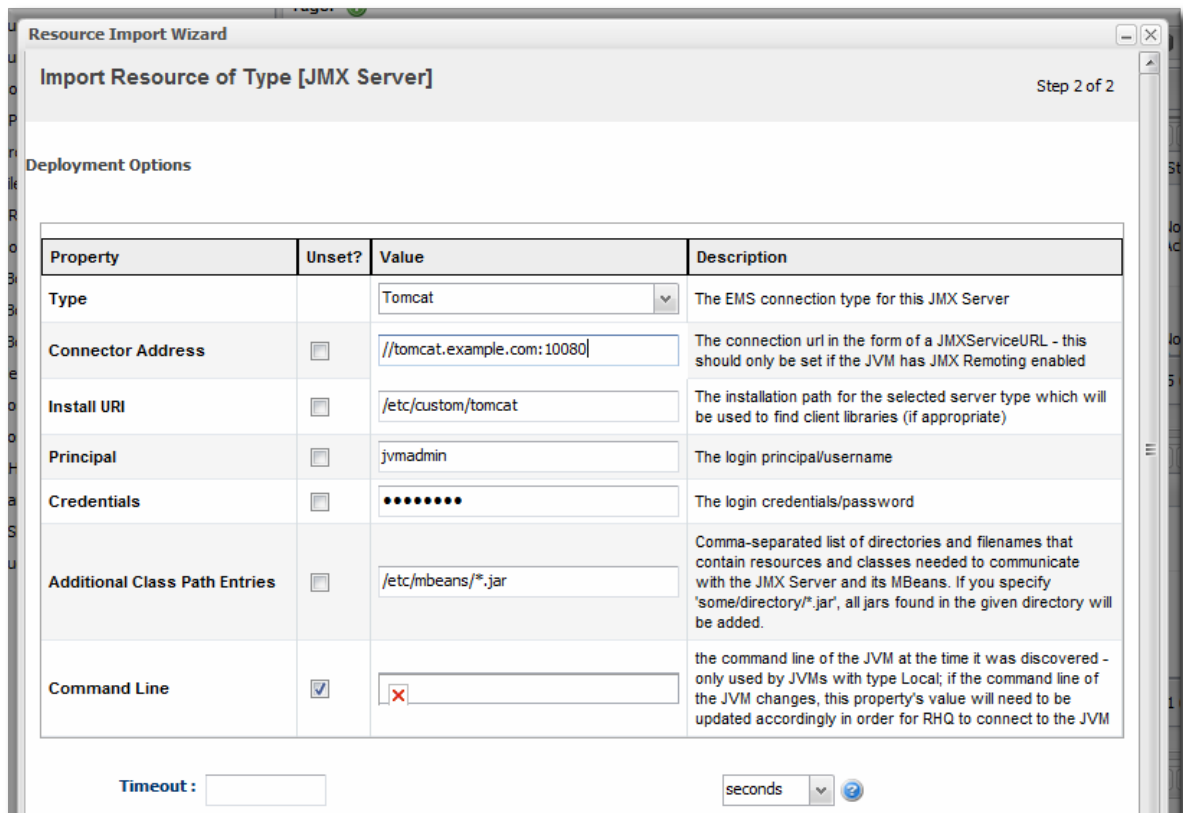 Resource Import Wizard
Import Resource of Type [JMX Server]
Step 2 of 2
Deployment Options
Property Unset? Value Description
Type Tomcat The EMS connection type for this JMX Server
Connector Address //tomcat.example.com:10080 The connection url in the form of a JMXServiceURL - this
should only be set if the JVM has JMX Remoting enabled
Install URI /etc/custom/tomcat The installation path for the selected server type which will
be used to find client libraries (if appropriate)
Principal jvmadmin The login principal/username
Credentials •••••••• The login credentials/password
Additional Class Path Entries /etc/mbeans/*.jar Comma-separated list of directories and filenames that
contain resources and classes needed to communicate
with the JMX Server and its MBeans. If you specify
'some/directory/*.jar', all jars found in the given directory will
be added.
Command Line the command line of the JVM at the time it was discovered -
only used by JVMs with type Local; if the command line of
the JVM changes, this property's value will need to be
updated accordingly in order for RHQ to connect to the JVM
Timeout : seconds